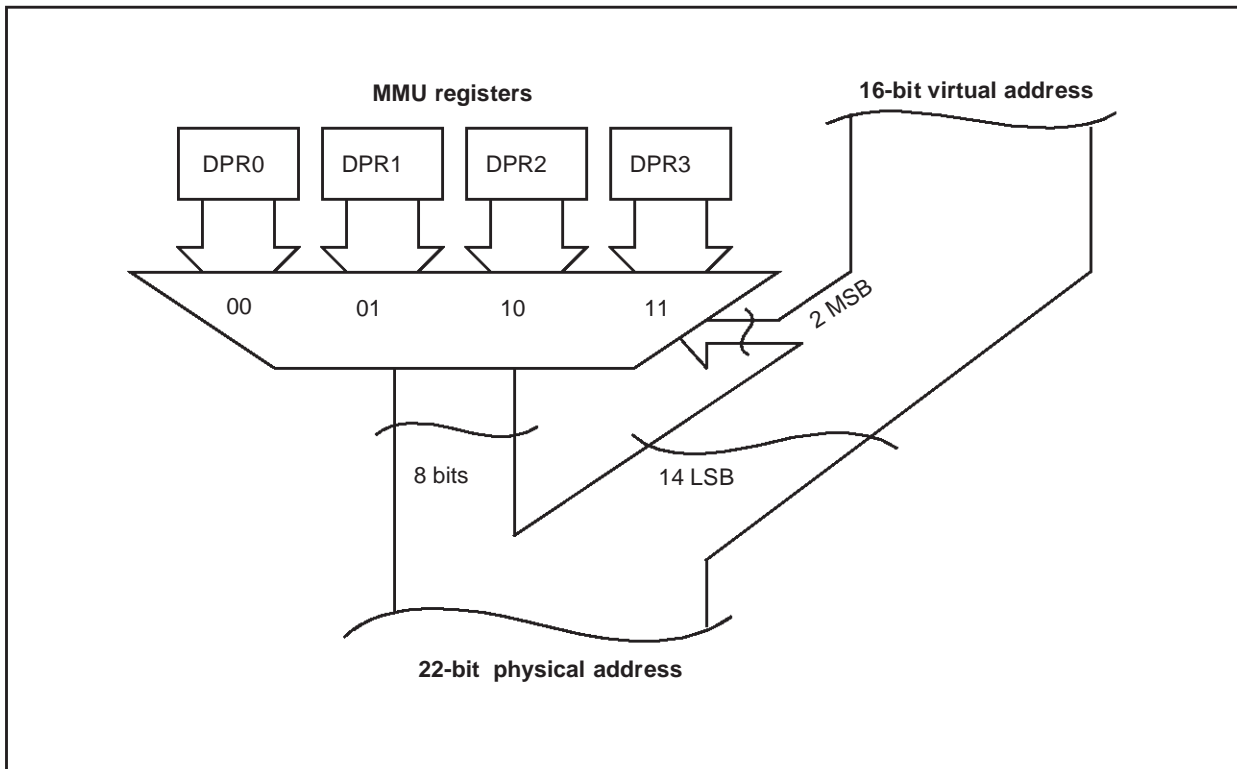 MMU registers
16-bit virtual address
DPR0
DPR1
DPR2
DPR3
00
01
10
11
2 MSB
8 bits
14 LSB
22-bit physical address